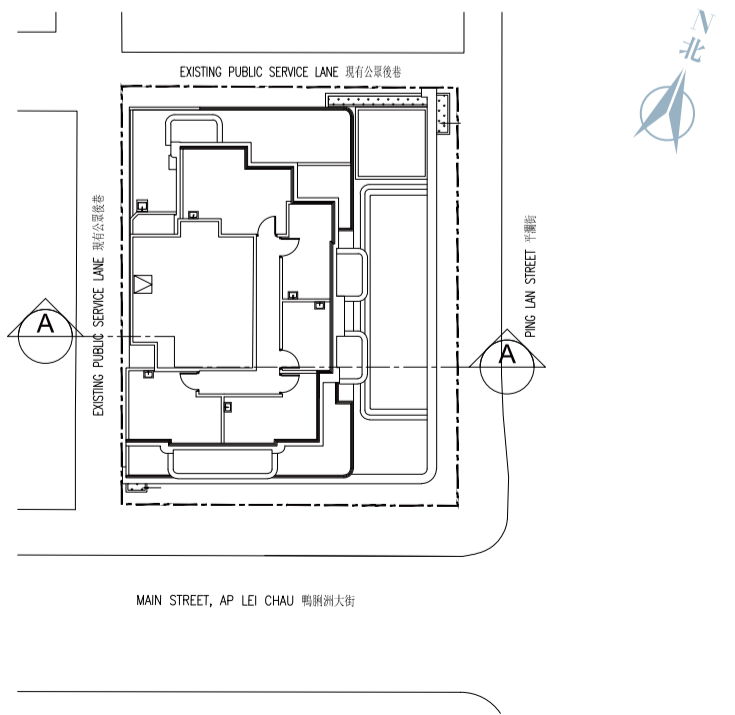 N
北
EXISTING PUBLIC SERVICE LANE 現有公眾後巷
EXISTING PUBLIC SERVICE LANE 現有公眾後巷
PING LAN STREET 平瀾街
A
A
MAIN STREET, AP LEI CHAU 鴨脷洲大街